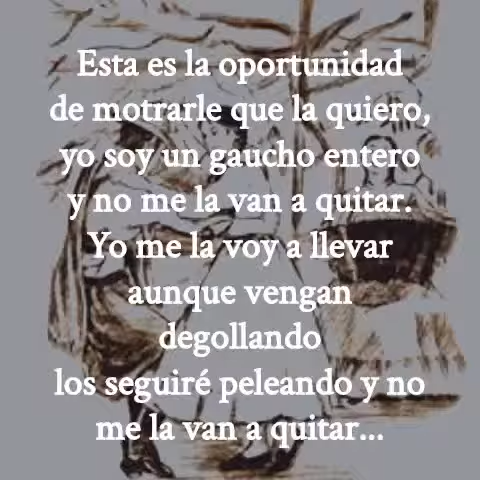 Esta es la oportunidad
de motrarle que la quiero,
yo soy un gaucho entero
y no me la van a quitar.
Yo me la voy a llevar
aunque vengan
degollando
los seguiré peleando y no
me la van a quitar...